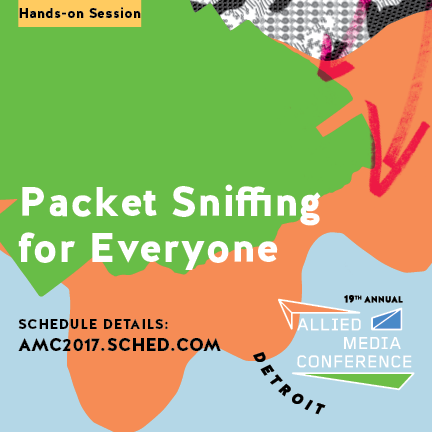 Hands-on Session
Packet Sniffing
for Everyone
SCHEDULE DETAILS:
AMC2017.SCHED.COM
19TH ANNUAL
ALLIED
MEDIA
CONFERENCE
DETROIT